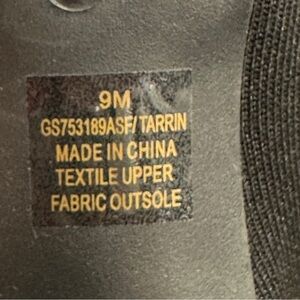 9M
GS753189ASF/TARRIN
MADE IN CHINA
TEXTILE UPPER
FABRIC OUTSOLE